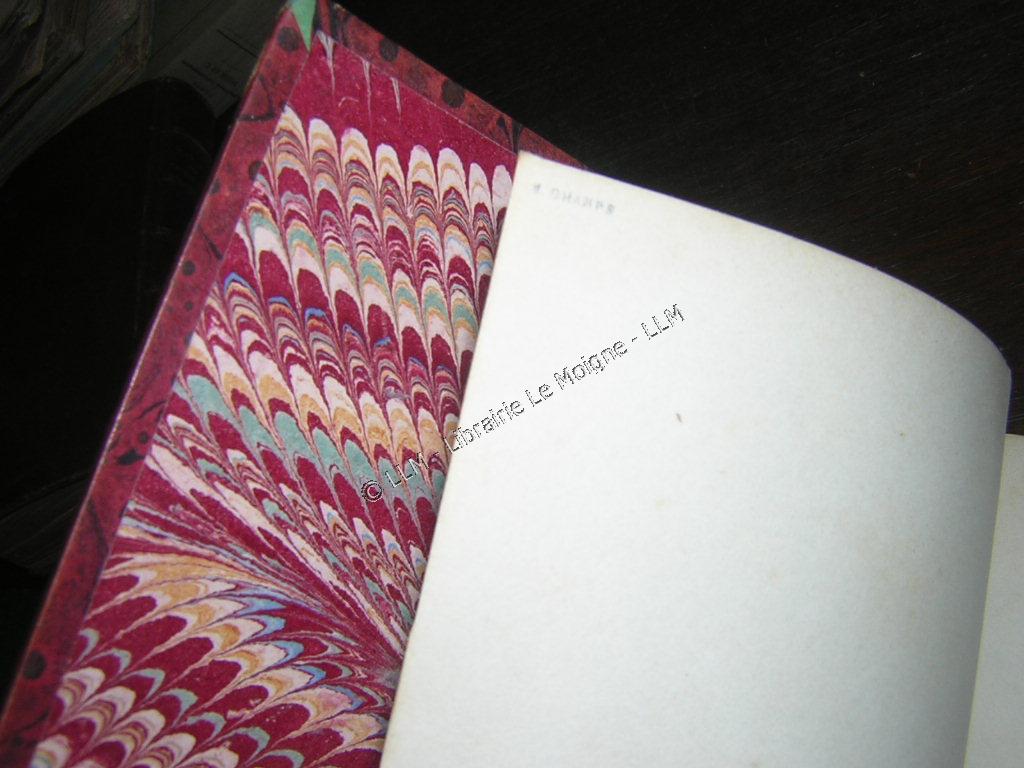 V. CHAMPS
© LLM - Librairie Le Moigne - LLM